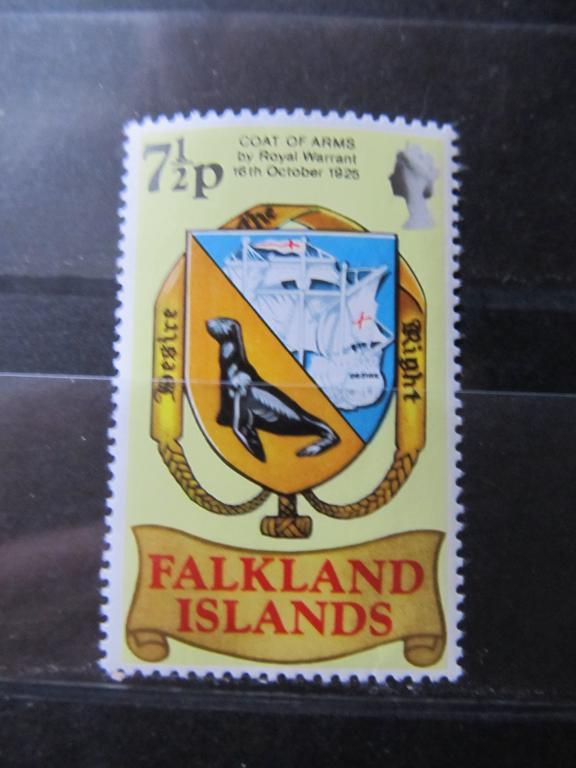 7½p
COAT OF ARMS
by Royal Warrant
16th October 1925
Desire
The
Right
FALKLAND
ISLANDS